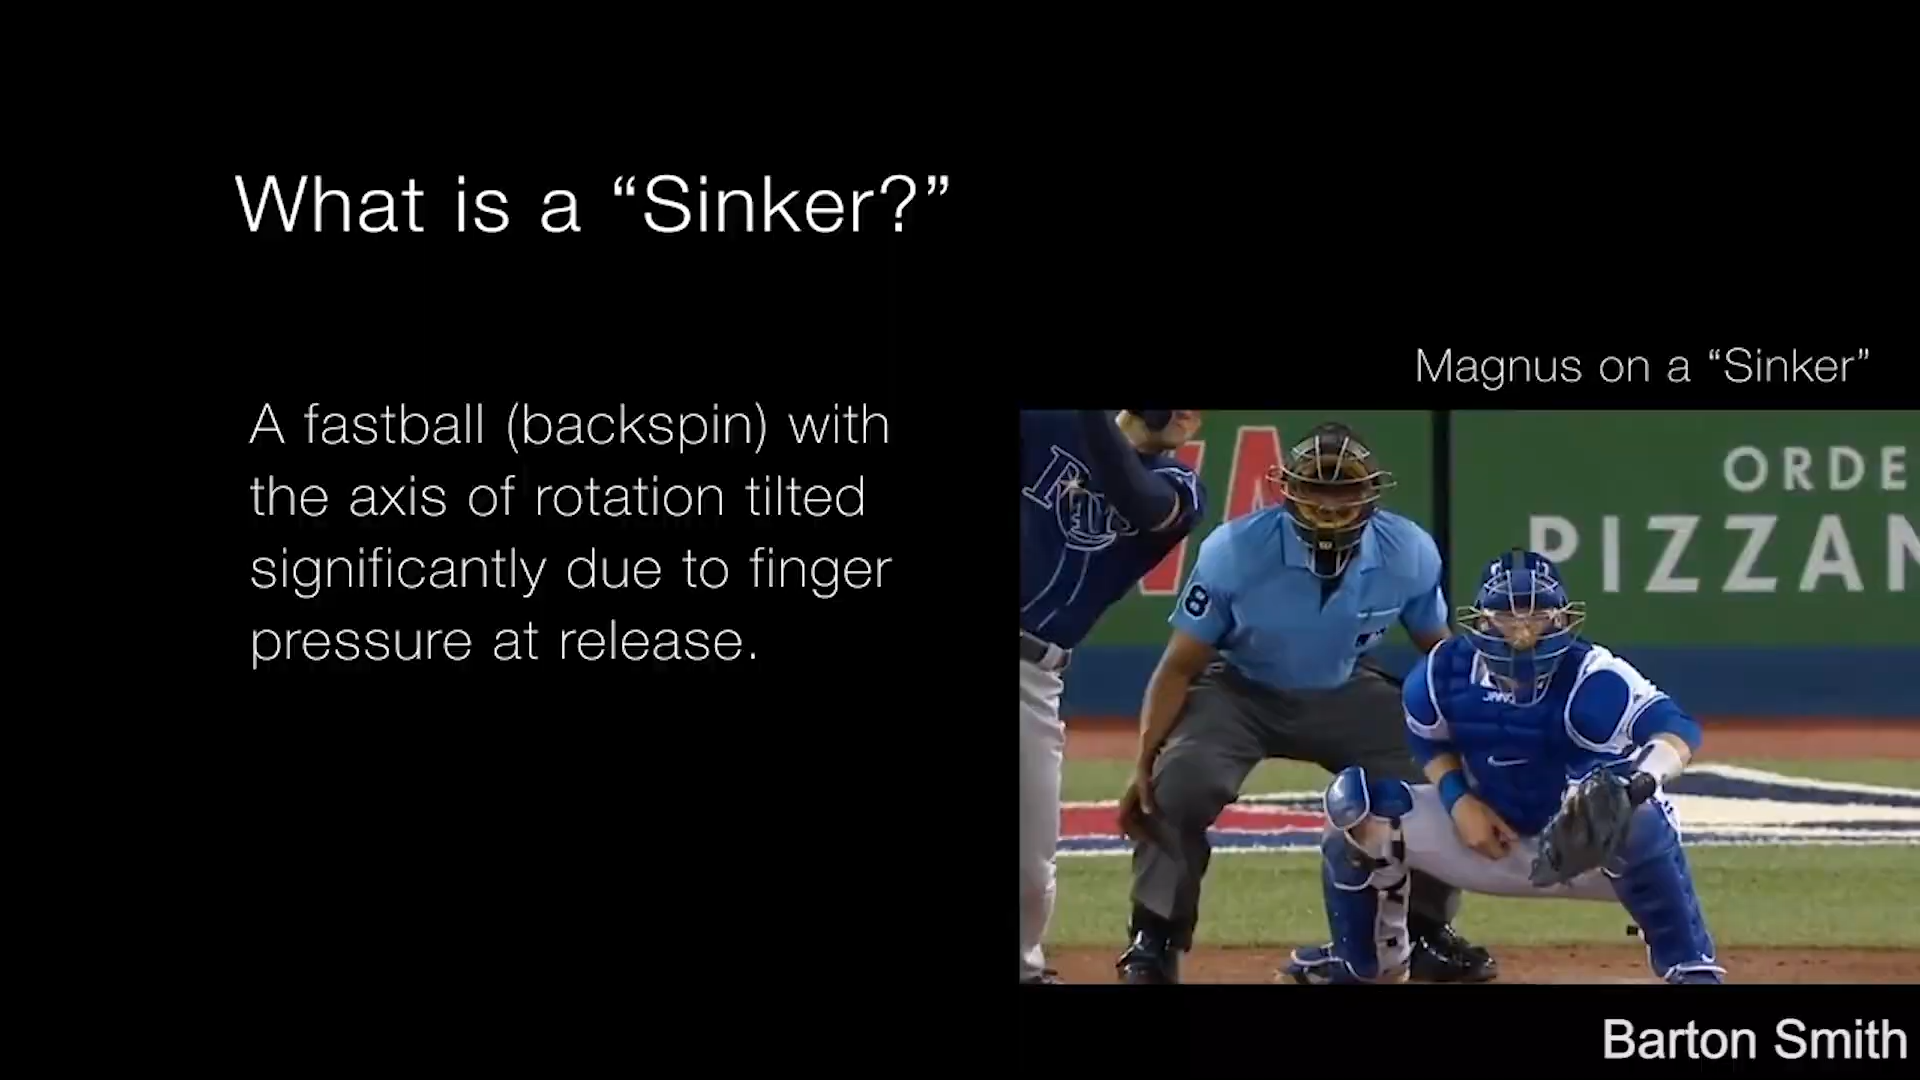 What is a “Sinker?”
Magnus on a “Sinker”
A fastball (backspin) with
the axis of rotation tilted
significantly due to finger
pressure at release.
ORDE
PIZZAN
8
Barton Smith